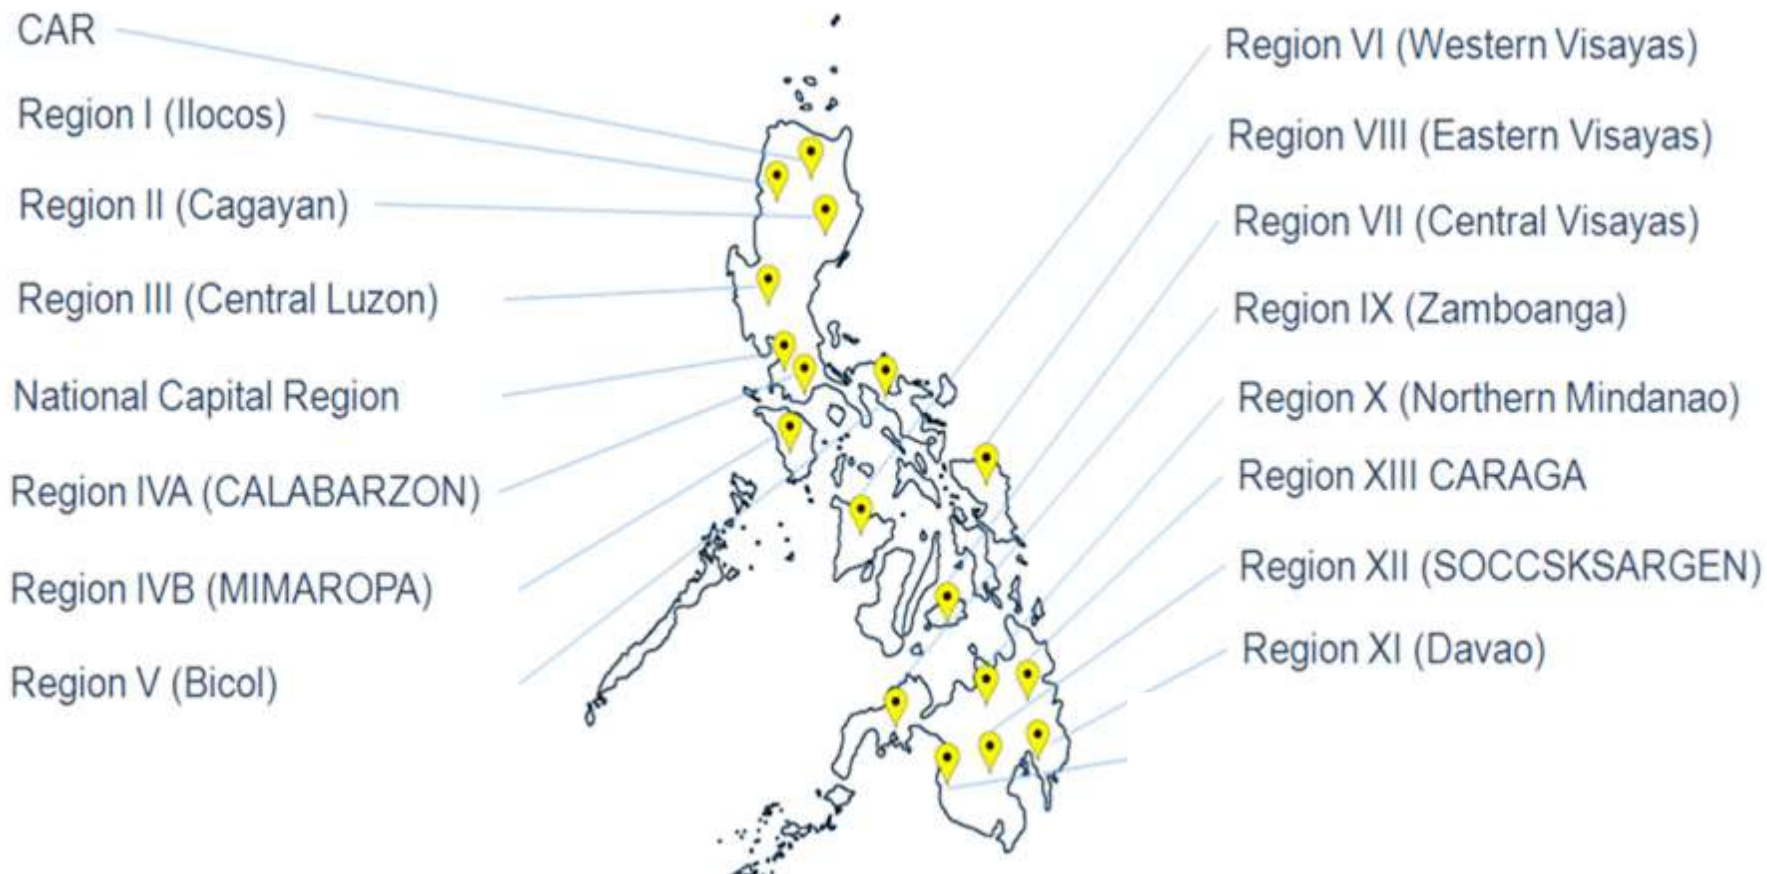 CAR
Region I (Ilocos)
Region II (Cagayan)
Region III (Central Luzon)
National Capital Region
Region IVA (CALABARZON)
Region IVB (MIMAROPA)
Region V (Bicol)
Region VI (Western Visayas)
Region VIII (Eastern Visayas)
Region VII (Central Visayas)
Region IX (Zamboanga)
Region X (Northern Mindanao)
Region XIII CARAGA
Region XII (SOCCSKSARGEN)
Region XI (Davao)